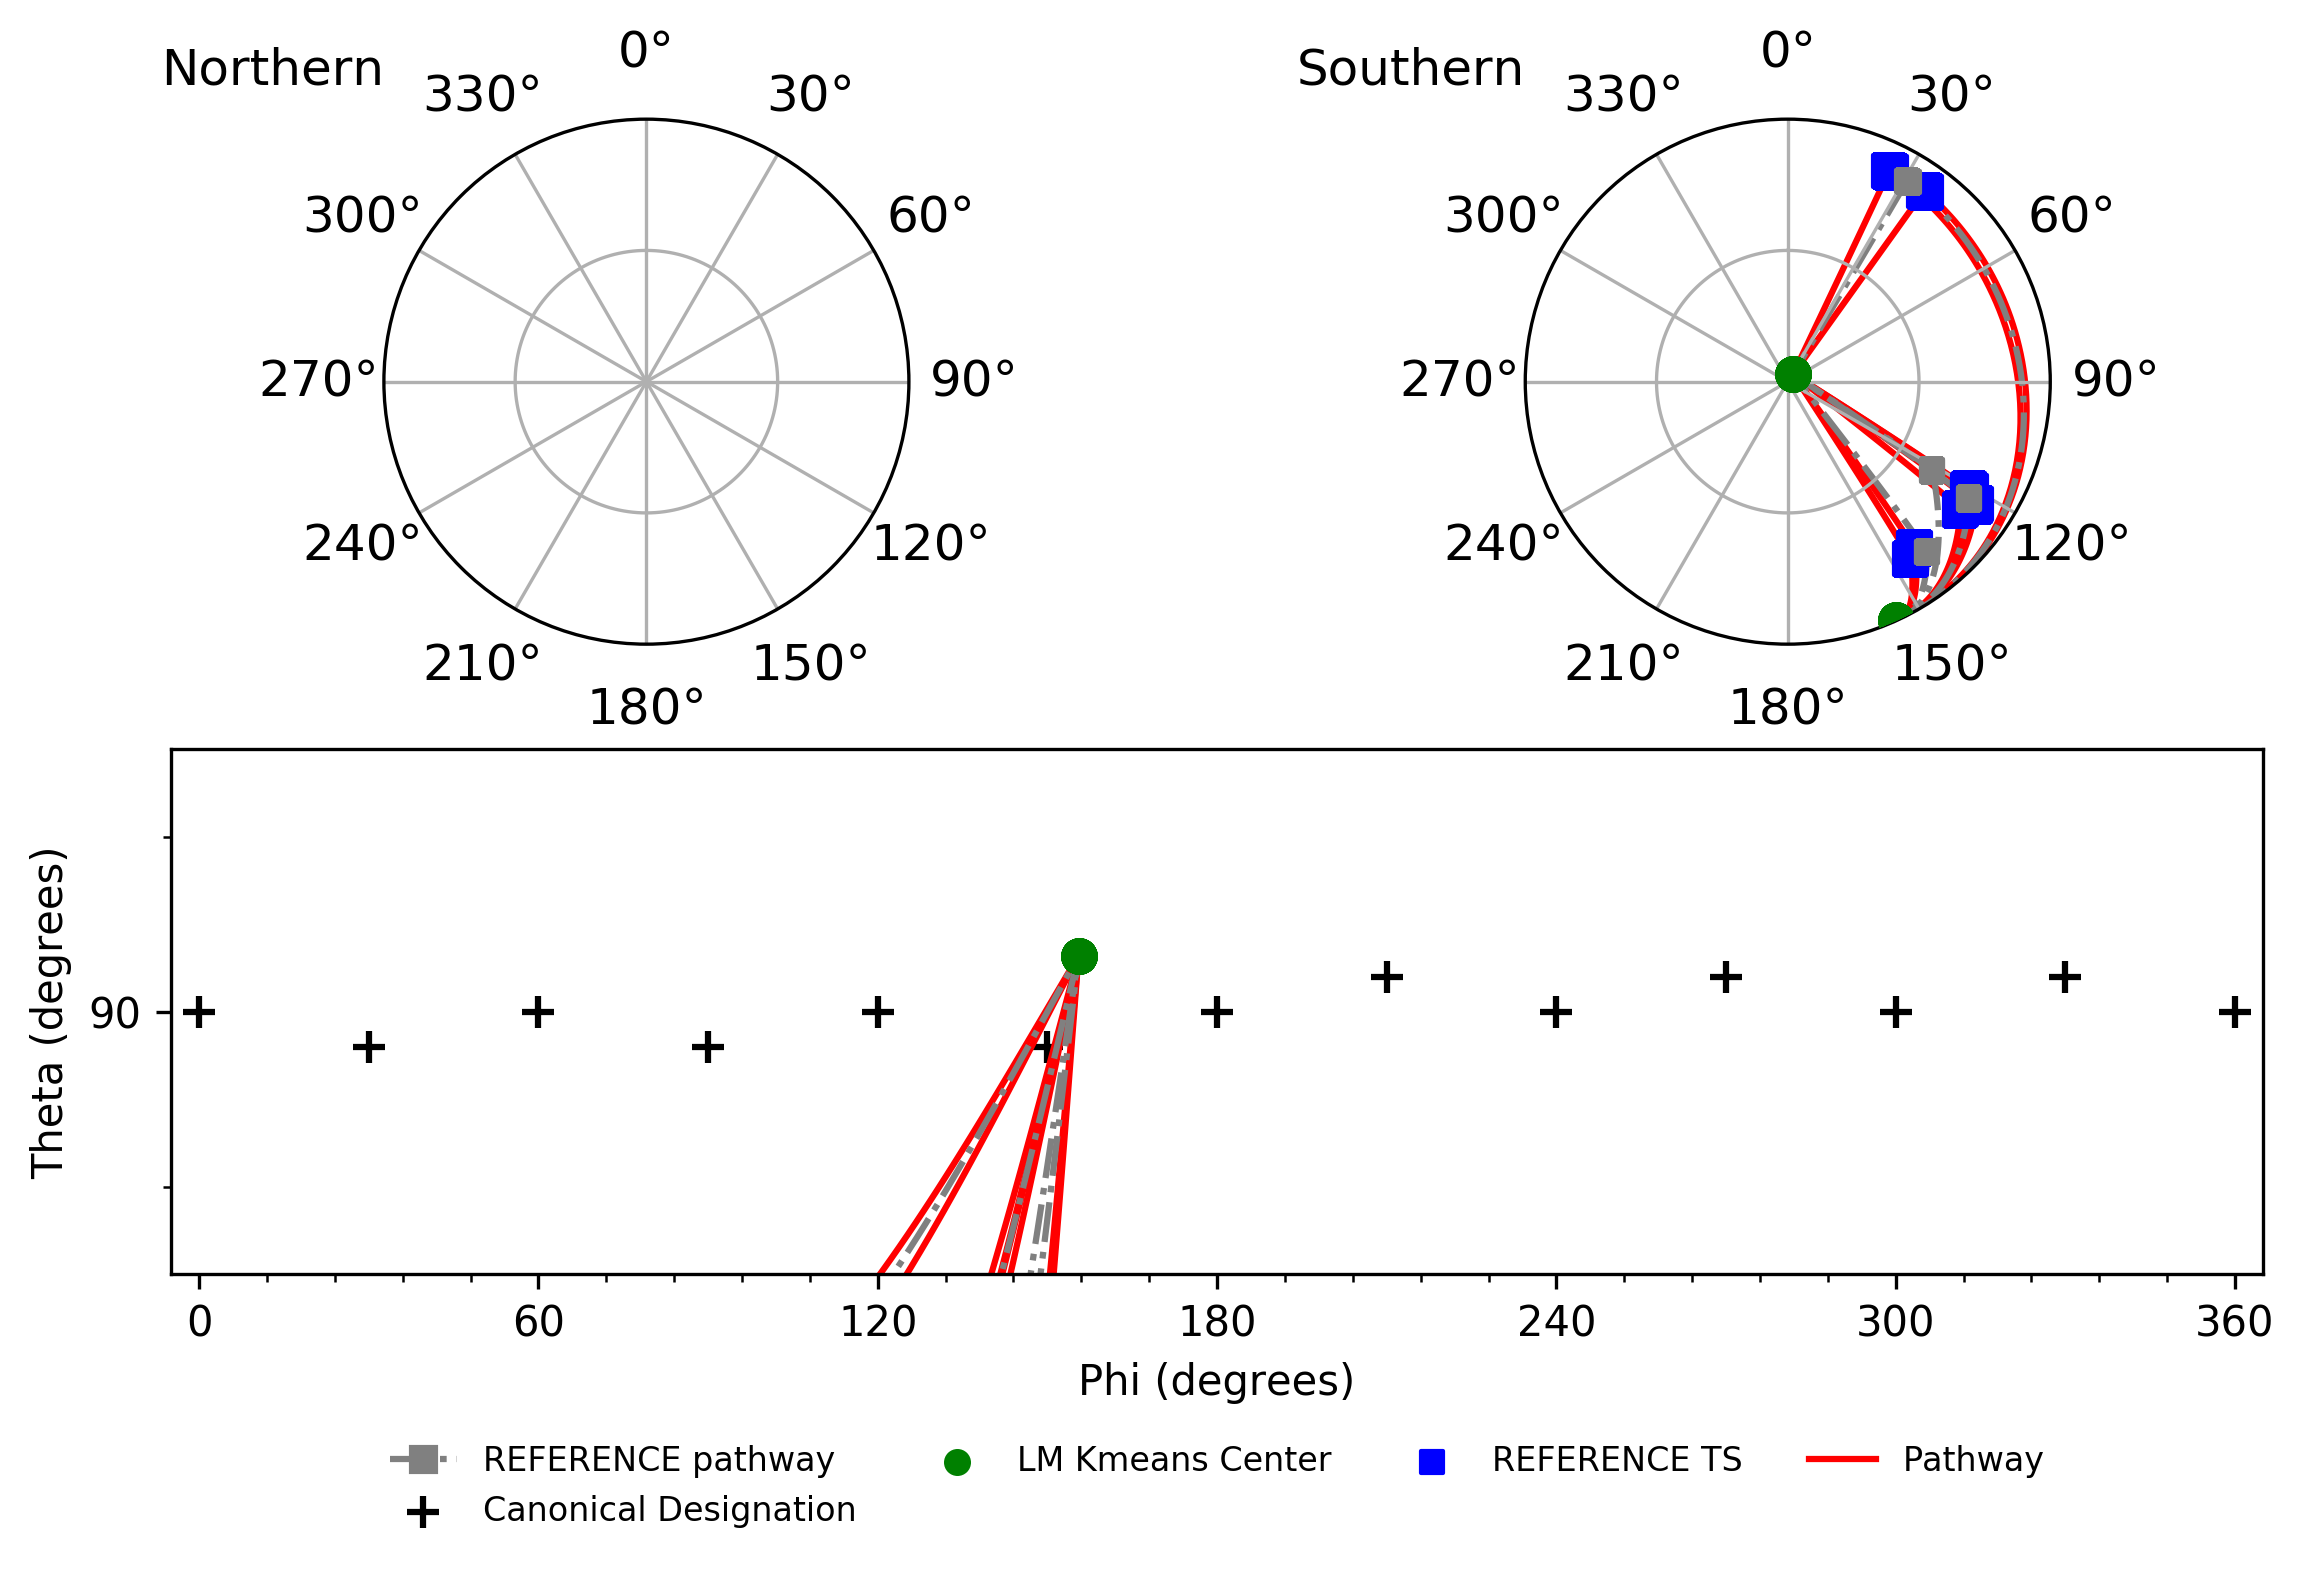 Northern
0°
330°
30°
300°
60°
270°
90°
240°
120°
210°
150°
180°
Southern
0°
330°
30°
300°
60°
270°
90°
240°
120°
210°
150°
180°
Theta (degrees)
90
0 60 120 180 240 300 360
Phi (degrees)
REFERENCE pathway
LM Kmeans Center
REFERENCE TS
Pathway
Canonical Designation